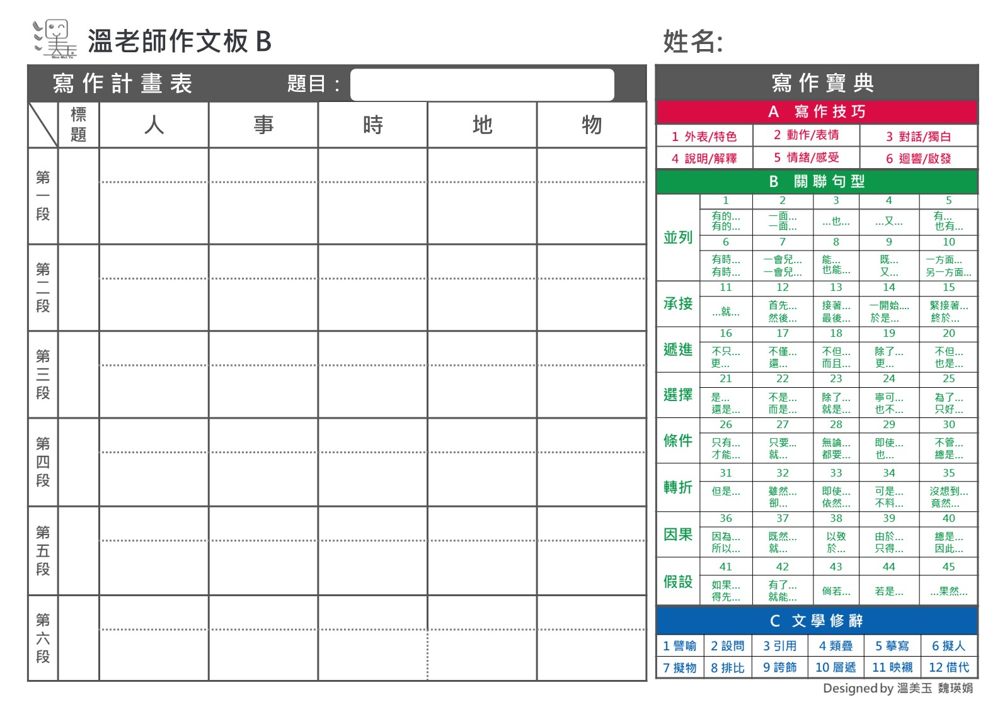 Wen Mei Yu
溫老師作文板 B
姓名:
寫作計畫表 題目：
標題 人 事 時 地 物
第一段
第二段
第三段
第四段
第五段
第六段
寫作寶典
A 寫作技巧
1 外表/特色 2 動作/表情 3 對話/獨白
4 說明/解釋 5 情緒/感受 6 迴響/啟發
B 關聯句型
並列
1 2 3 4 5
有的... 一面... ...也... ...又... 有...
有的... 一面... 也有...
6 7 8 9 10
有時... 一會兒... 能... 既... 一方面...
有時... 一會兒... 也能... 又... 另一方面...
承接
11 12 13 14 15
...就... 首先... 接著... 一開始.... 緊接著...
然後... 最後... 於是... 終於...
遞進
16 17 18 19 20
不只... 不僅... 不但... 除了... 不但...
更... 還... 而且... 更... 也是...
選擇
21 22 23 24 25
是... 不是... 除了... 寧可... 為了...
還是... 而是... 就是... 也不... 只好...
條件
26 27 28 29 30
只有... 只要... 無論... 即使... 不管...
才能... 就... 都要... 也... 總是...
轉折
31 32 33 34 35
但是... 雖然... 即使... 可是... 沒想到...
卻... 依然... 不料... 竟然...
因果
36 37 38 39 40
因為... 既然... 以致 由於... 總是...
所以... 就... 於... 只得... 因此...
假設
41 42 43 44 45
如果... 有了... 倘若... 若是... ...果然...
得先... 就能...
C 文學修辭
1 譬喻 2 設問 3 引用 4 類疊 5 摹寫 6 擬人
7 擬物 8 排比 9 誇飾 10 層遞 11 映襯 12 借代
Designed by 溫美玉 魏瑛娟